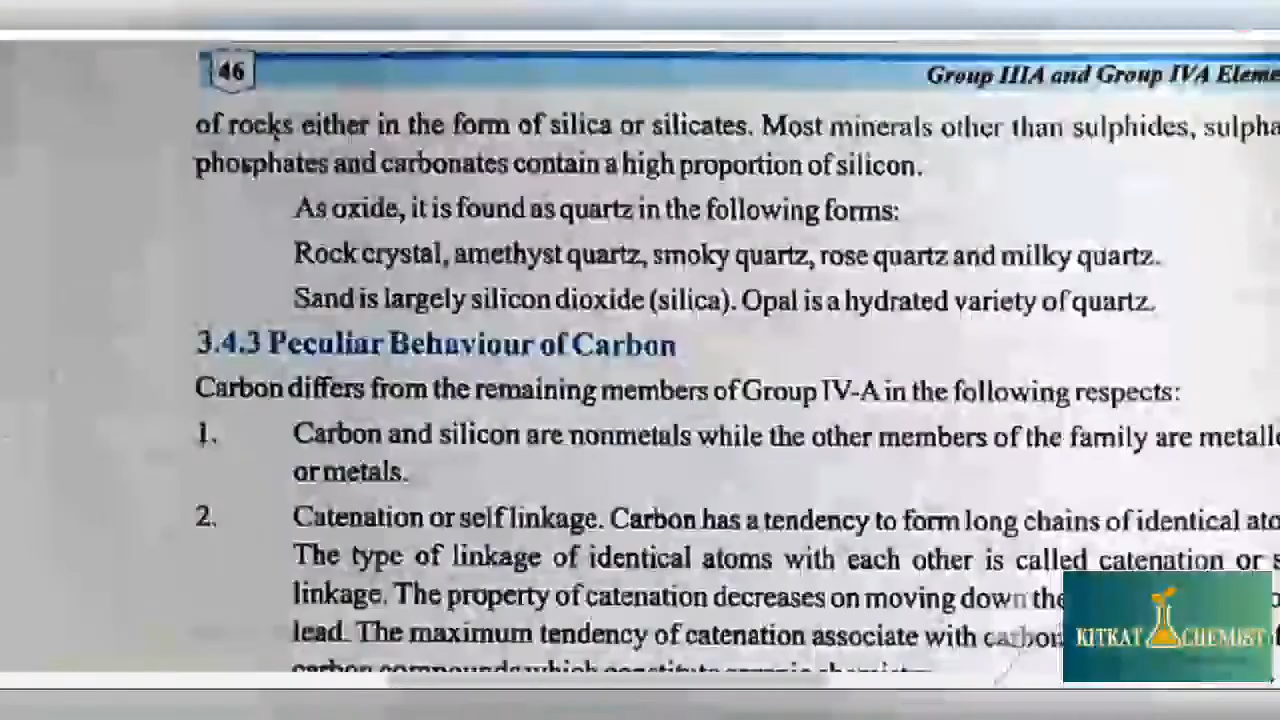 46
Group IIIA and Group IVA Eleme
of rocks either in the form of silica or silicates. Most minerals other than sulphides, sulpha
phosphates and carbonates contain a high proportion of silicon.
As oxide, it is found as quartz in the following forms:
Rock crystal, amethyst quartz, smoky quartz, rose quartz and milky quartz.
Sand is largely silicon dioxide (silica). Opal is a hydrated variety of quartz.
3.4.3 Peculiar Behaviour of Carbon
Carbon differs from the remaining members of Group IV-A in the following respects:
1. Carbon and silicon are nonmetals while the other members of the family are metall
or metals.
2. Catenation or self linkage. Carbon has a tendency to form long chains of identical ato
The type of linkage of identical atoms with each other is called catenation or s
linkage. The property of catenation decreases on moving down the
lead. The maximum tendency of catenation associate with carbon
carbon compounds which constitute organic chemistry.
KITKAT CHEMIST